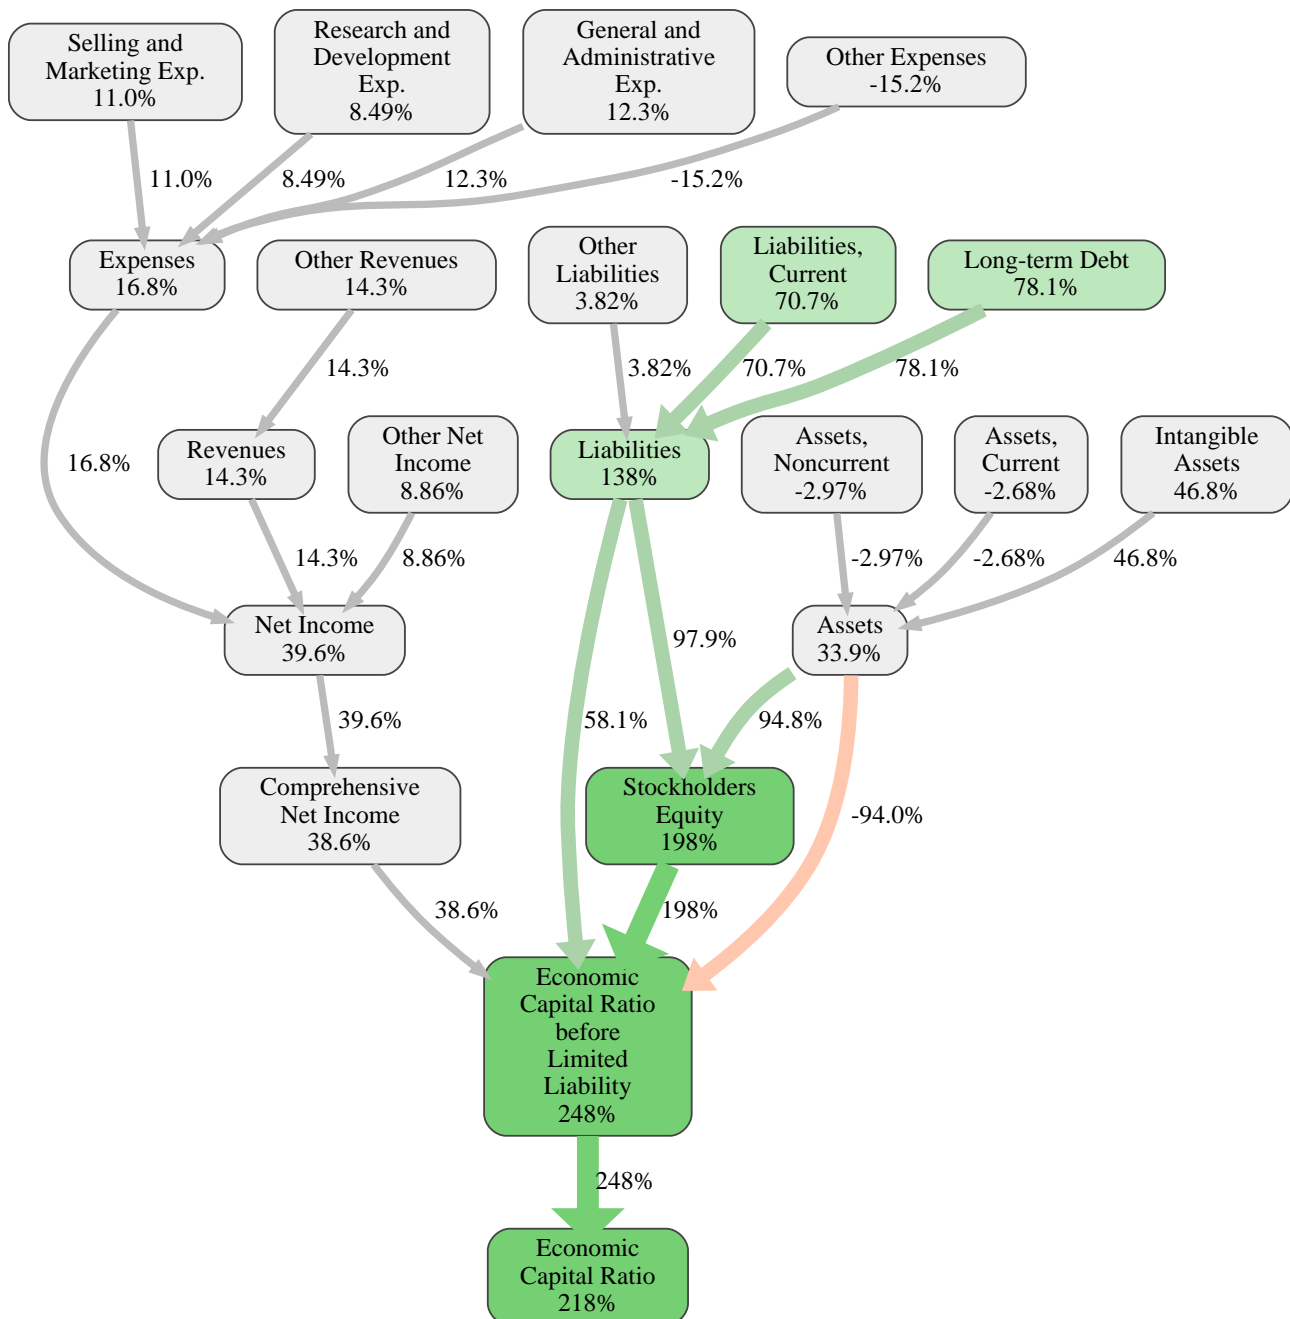 Selling and
Marketing Exp.
11.0%
Research and
Development
Exp.
8.49%
General and
Administrative
Exp.
12.3%
Other Expenses
-15.2%
11.0%
8.49%
12.3%
-15.2%
Expenses
16.8%
Other Revenues
14.3%
Other
Liabilities
3.82%
Liabilities,
Current
70.7%
Long-term Debt
78.1%
14.3%
3.82%
70.7%
78.1%
16.8%
Revenues
14.3%
Other Net
Income
8.86%
Liabilities
138%
Assets,
Noncurrent
-2.97%
Assets,
Current
-2.68%
Intangible
Assets
46.8%
14.3%
8.86%
-2.97%
-2.68%
46.8%
Net Income
39.6%
97.9%
Assets
33.9%
39.6%
58.1%
94.8%
-94.0%
Comprehensive
Net Income
38.6%
Stockholders
Equity
198%
38.6%
198%
Economic
Capital Ratio
before
Limited
Liability
248%
248%
Economic
Capital Ratio
218%